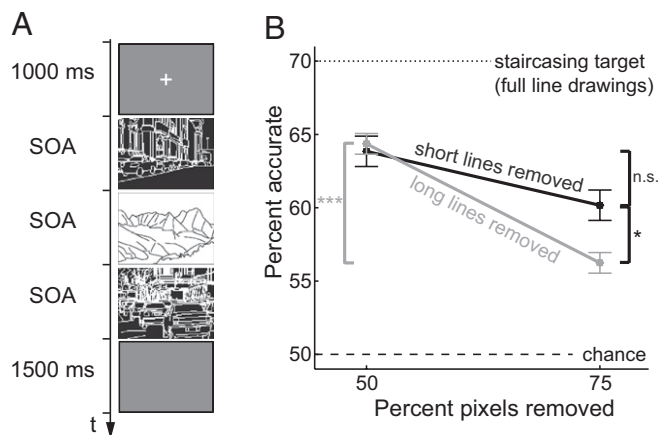 A
1000 ms
SOA
SOA
1500 ms
t
B
Percent accurate
70
65
60
55
50
staircasing target
(full line drawings)
short lines removed
long lines removed
***
n.s.
*
chance
50
75
Percent pixels removed